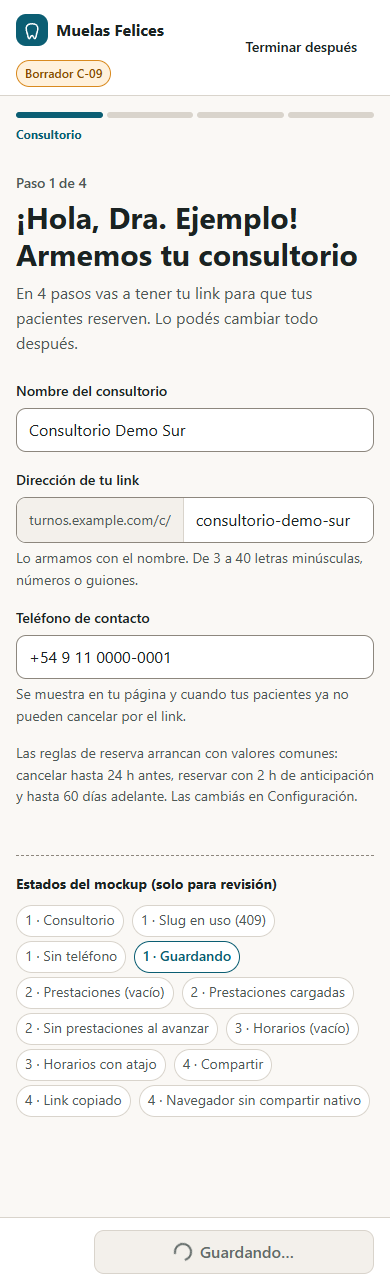 Muelas Felices
Terminar después
Borrador C-09
Consultorio
Paso 1 de 4
¡Hola, Dra. Ejemplo!
Armemos tu consultorio
En 4 pasos vas a tener tu link para que tus
pacientes reserven. Lo podés cambiar todo
después.
Nombre del consultorio
Consultorio Demo Sur
Dirección de tu link
turnos.example.com/c/ consultorio-demo-sur
Lo armamos con el nombre. De 3 a 40 letras minúsculas,
números o guiones.
Teléfono de contacto
+54 9 11 0000-0001
Se muestra en tu página y cuando tus pacientes ya no
pueden cancelar por el link.
Las reglas de reserva arrancan con valores comunes:
cancelar hasta 24 h antes, reservar con 2 h de anticipación
y hasta 60 días adelante. Las cambiás en Configuración.
Estados del mockup (solo para revisión)
1 · Consultorio 1 · Slug en uso (409)
1 · Sin teléfono 1 · Guardando
2 · Prestaciones (vacío) 2 · Prestaciones cargadas
2 · Sin prestaciones al avanzar 3 · Horarios (vacío)
3 · Horarios con atajo 4 · Compartir
4 · Link copiado 4 · Navegador sin compartir nativo
Guardando…